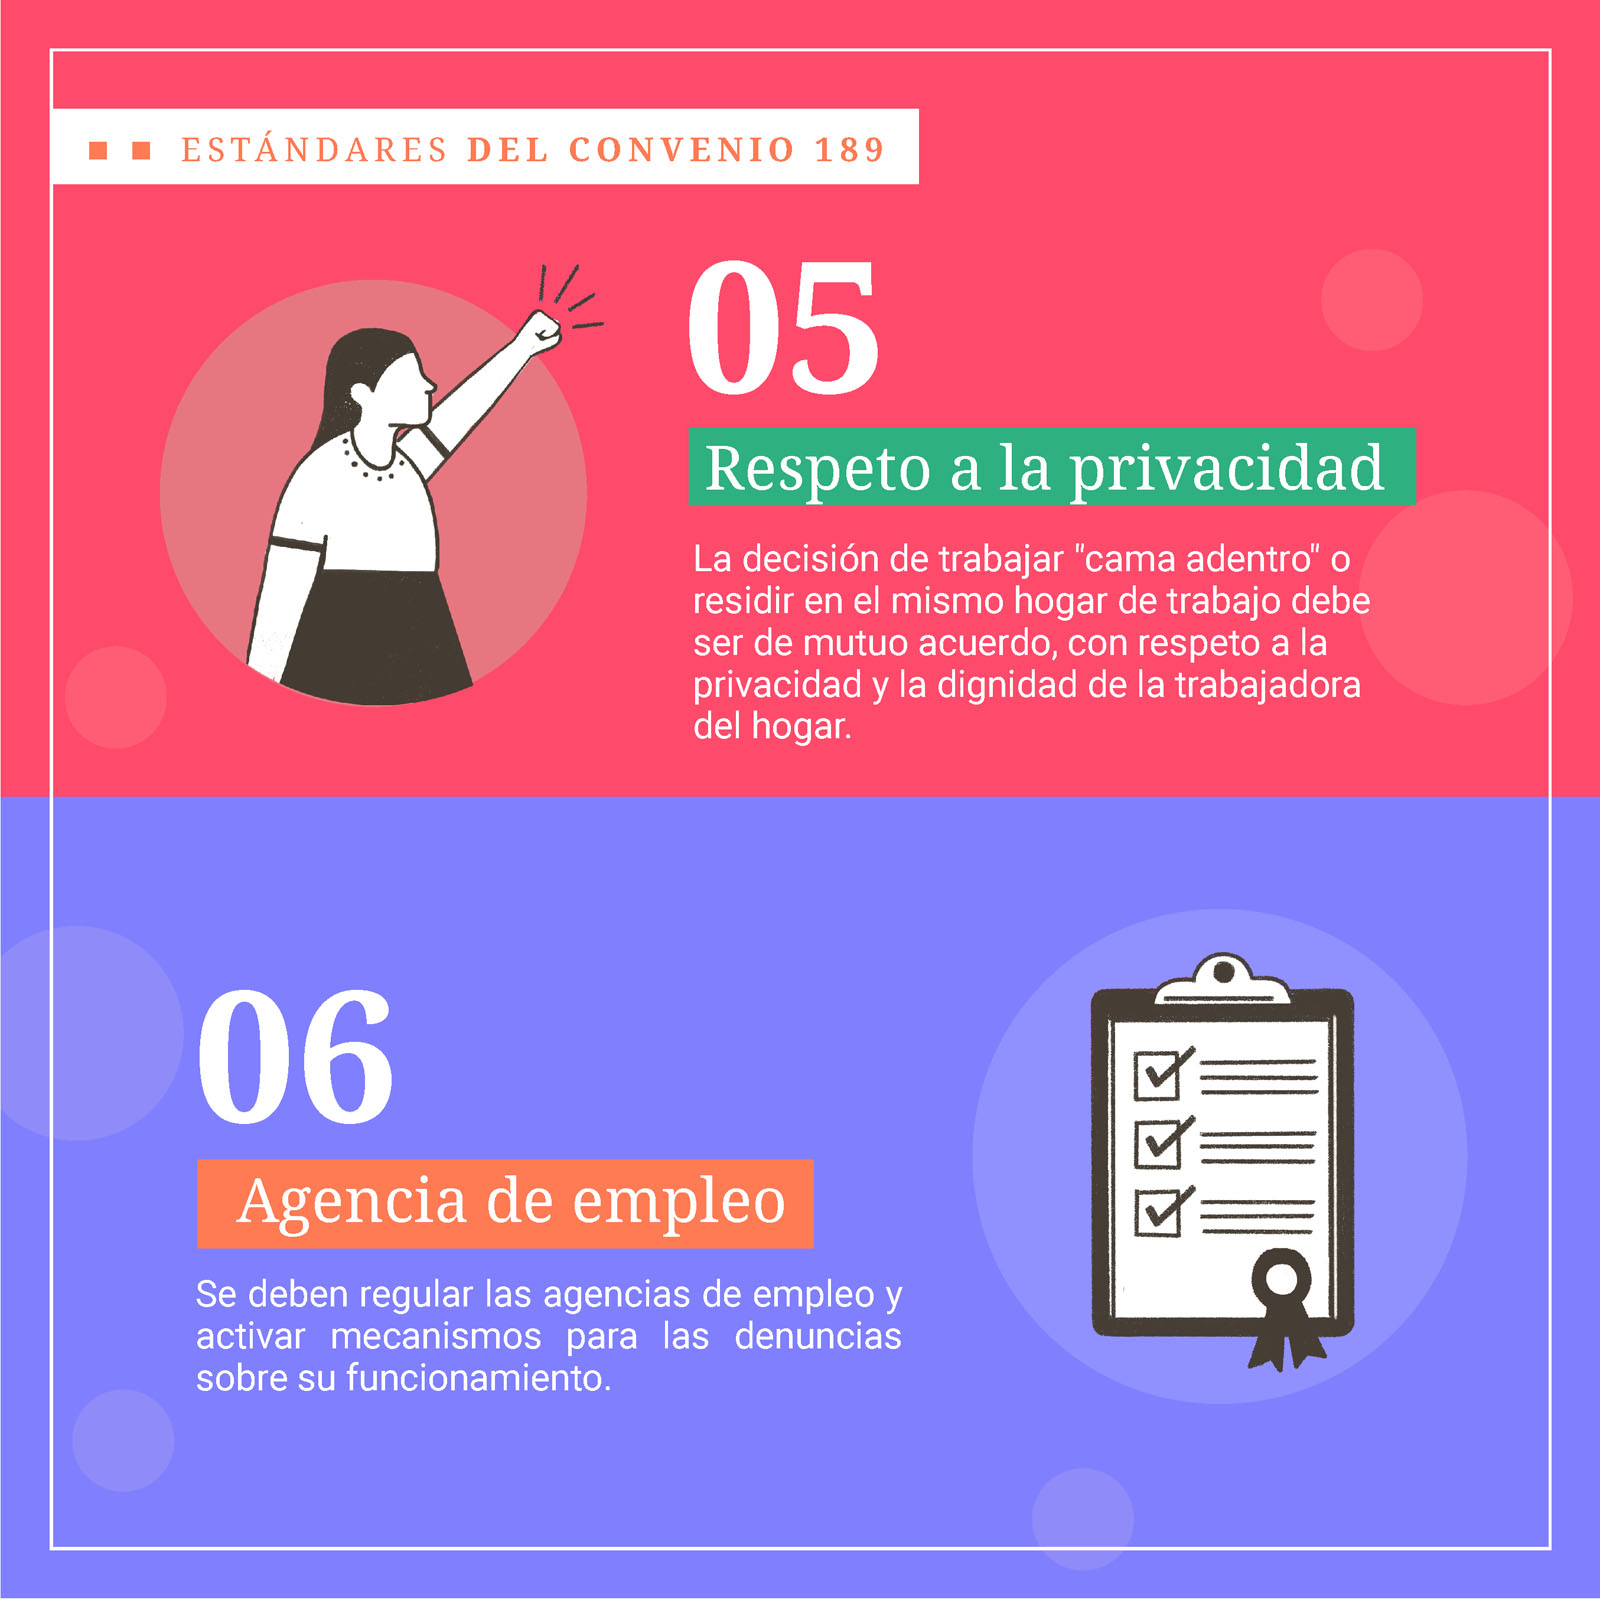 ESTÁNDARES DEL CONVENIO 189
05
Respeto a la privacidad
La decisión de trabajar "cama adentro" o
residir en el mismo hogar de trabajo debe
ser de mutuo acuerdo, con respeto a la
privacidad y la dignidad de la trabajadora
del hogar.
06
Agencia de empleo
Se deben regular las agencias de empleo y
activar mecanismos para las denuncias
sobre su funcionamiento.